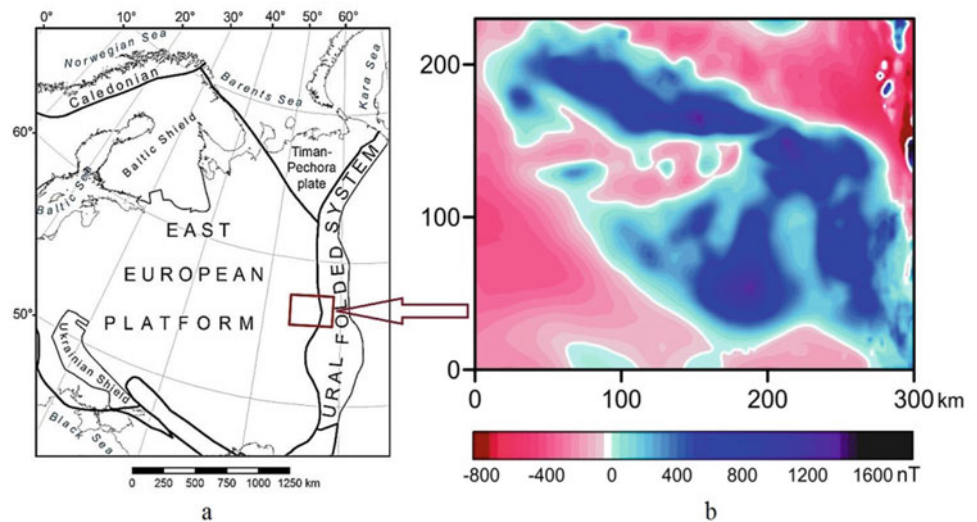 0° 10° 20° 30° 40° 50° 60°
Norwegian Sea
Caledonian
Barents Sea
Kara Sea
60°
Baltic Shield
Timan-
Pechora
plate
Baltic Sea
EAST
EUROPEAN
PLATFORM
URAL FOLDED SYSTEM
50°
Ukrainian Shield
Black Sea
0 250 500 750 1000 1250 km
a
200
100
0
0 100 200 300 km
-800 -400 0 400 800 1200 1600 nT
b